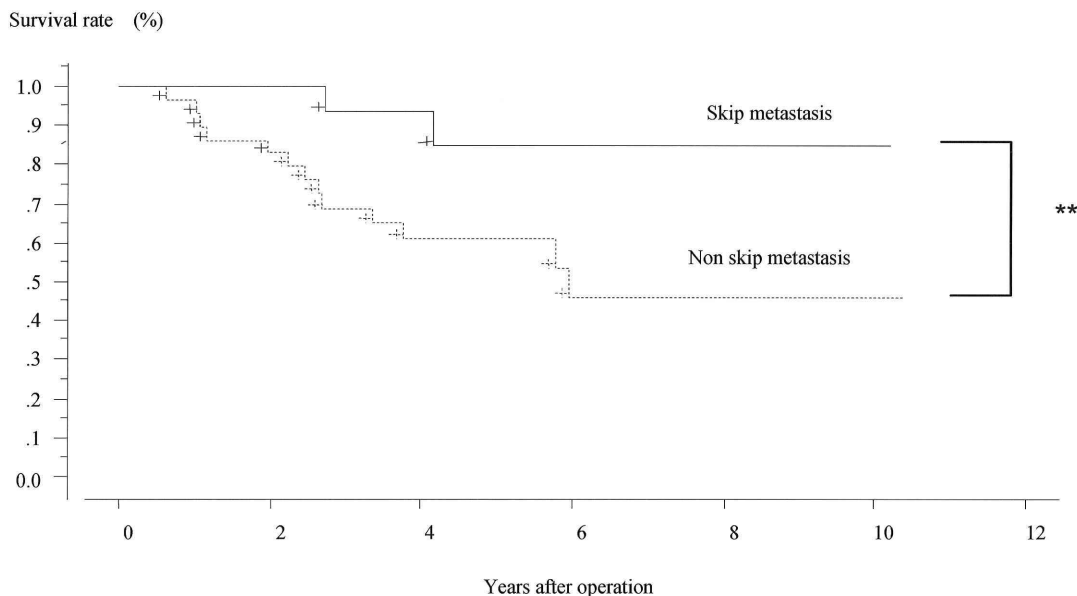 Survival rate (%)
1.0
.9
.8
.7
.6
.5
.4
.3
.2
.1
0.0
Skip metastasis
Non skip metastasis
**
0 2 4 6 8 10 12
Years after operation